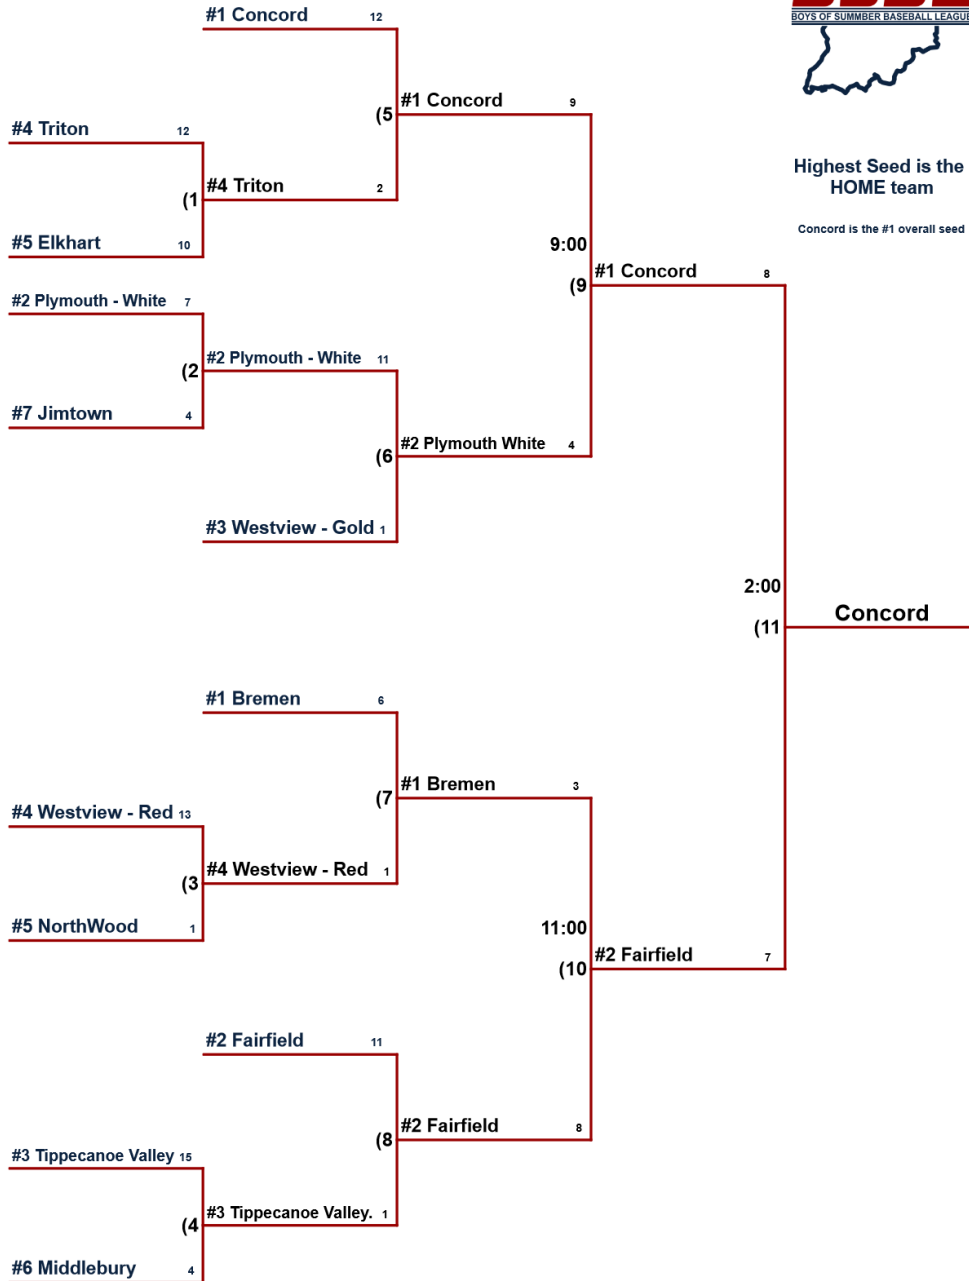 BOYS OF SUMMBER BASEBALL LEAGUE
#1 Concord 12
#1 Concord 9
(5
#4 Triton 12
#4 Triton 2
(1
#5 Elkhart 10
Highest Seed is the
HOME team
Concord is the #1 overall seed
9:00
#1 Concord 8
(9
#2 Plymouth - White 7
#2 Plymouth - White 11
(2
#7 Jimtown 4
#2 Plymouth White 4
(6
#3 Westview - Gold 1
2:00
Concord
(11
#1 Bremen 6
#1 Bremen 3
(7
#4 Westview - Red 13
#4 Westview - Red 1
(3
#5 NorthWood 1
11:00
#2 Fairfield 7
(10
#2 Fairfield 11
#2 Fairfield 8
(8
#3 Tippecanoe Valley 15
#3 Tippecanoe Valley. 1
(4
#6 Middlebury 4